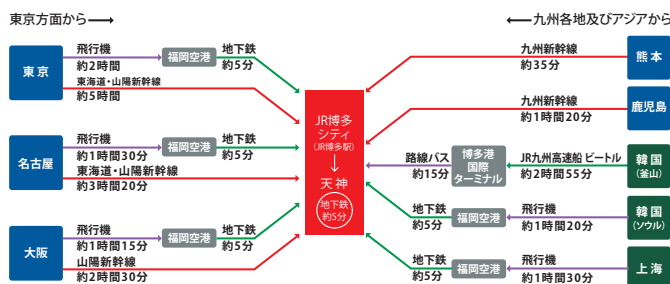 東京方面から
九州各地及びアジアから
東京
飛行機
約2時間
福岡空港
地下鉄
約5分
東海道・山陽新幹線
約5時間
名古屋
飛行機
約1時間30分
福岡空港
地下鉄
約5分
東海道・山陽新幹線
約3時間20分
大阪
飛行機
約1時間15分
福岡空港
地下鉄
約5分
山陽新幹線
約2時間30分
JR博多
シティ
(JR博多駅)
天神
地下鉄
約5分
九州新幹線
約35分
熊本
九州新幹線
約1時間20分
鹿児島
路線バス
約15分
博多港
国際
ターミナル
JR九州高速船 ビートル
約2時間55分
韓国
(釜山)
地下鉄
約5分
福岡空港
飛行機
約1時間20分
韓国
(ソウル)
地下鉄
約5分
福岡空港
飛行機
約1時間30分
上海